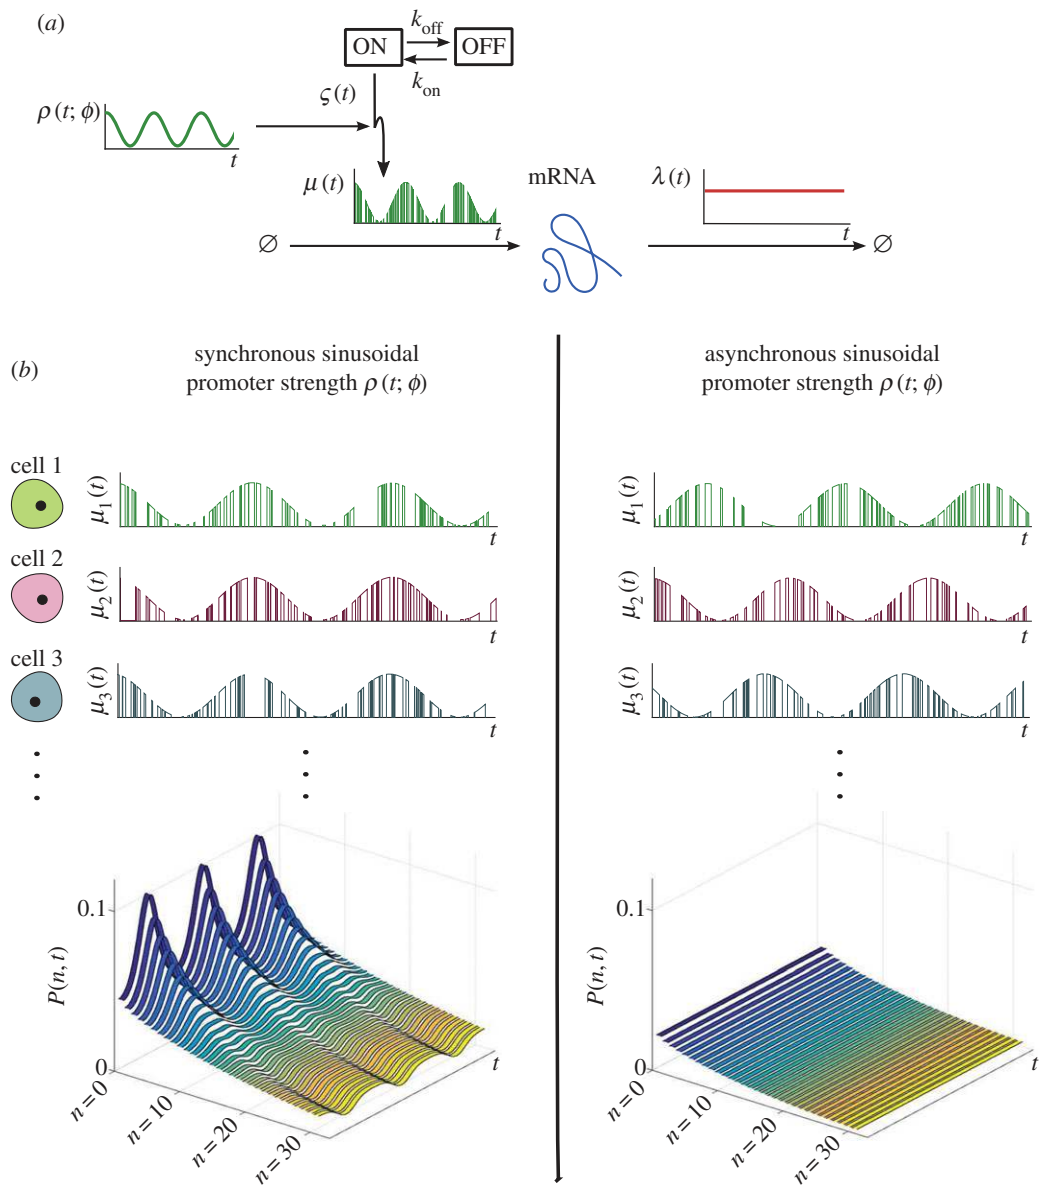 (a)
k_off
ON
OFF
k_on
ς(t)
ρ(t; ϕ)
t
μ(t)
mRNA
λ(t)
t
t
∅
∅
(b)
synchronous sinusoidal
promoter strength ρ(t; ϕ)
asynchronous sinusoidal
promoter strength ρ(t; ϕ)
cell 1
μ₁(t)
t
μ₁(t)
t
cell 2
μ₂(t)
t
μ₂(t)
t
cell 3
μ₃(t)
t
μ₃(t)
t
0.1
P(n, t)
0
n = 0
n = 10
n = 20
n = 30
t
0.1
P(n, t)
0
n = 0
n = 10
n = 20
n = 30
t